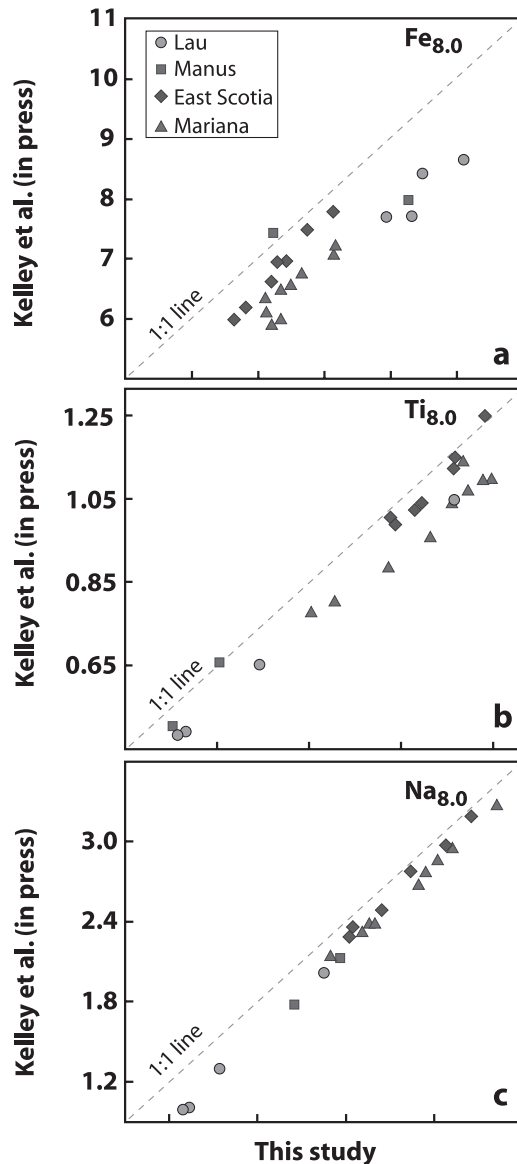 11
10
9
8
7
6
Kelley et al. (in press)
Lau
Manus
East Scotia
Mariana
Fe8.0
1:1 line
a
1.25
1.05
0.85
0.65
Kelley et al. (in press)
Ti8.0
1:1 line
b
3.0
2.4
1.8
1.2
Kelley et al. (in press)
Na8.0
1:1 line
c
This study